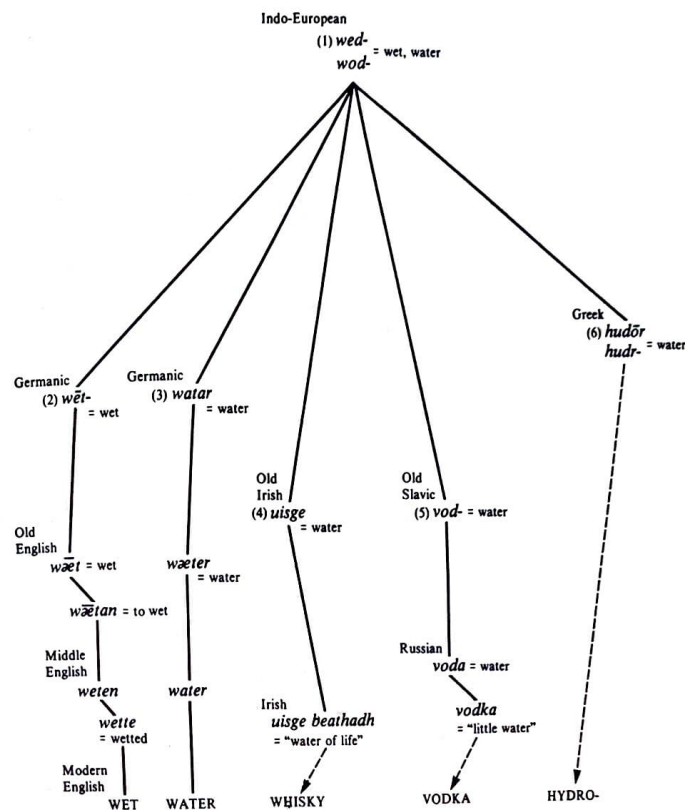 Indo-European
(1) wed-
wod-
= wet, water
Greek
(6) hudōr
hudr-
= water
Germanic
(2) wēt-
= wet
Germanic
(3) watar
= water
Old
Irish
(4) uisge
= water
Old
Slavic
(5) vod- = water
Old
English
wǣt = wet
wæter
= water
wǣtan = to wet
Middle
English
weten
water
Russian
voda = water
wette
= wetted
Irish
uisge beathadh
= "water of life"
vodka
= "little water"
Modern
English
WET
WATER
WHISKY
VODKA
HYDRO-